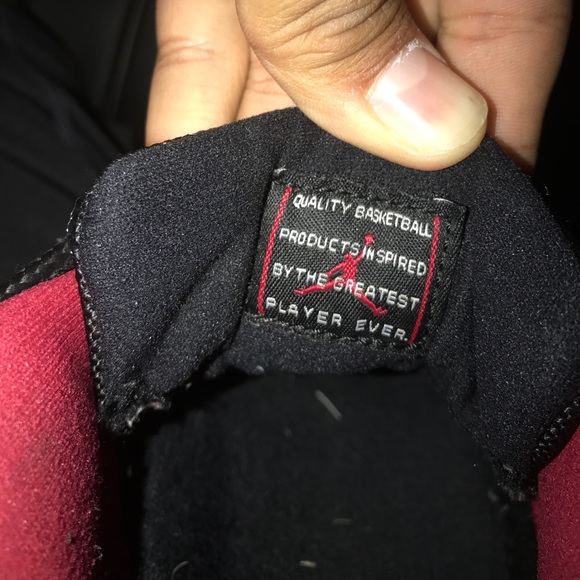 QUALITY BASKETBALL
PRODUCTS INSPIRED
BY THE GREATEST
PLAYER EVER.